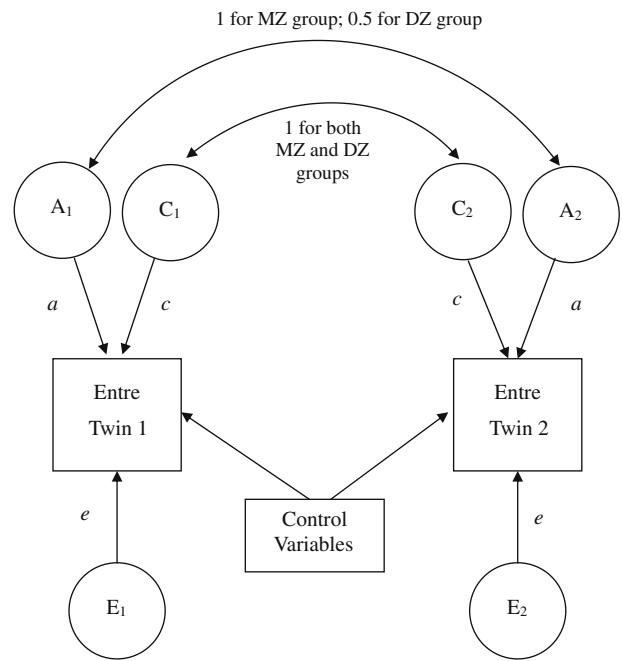 1 for MZ group; 0.5 for DZ group
1 for both
MZ and DZ
groups
A1
C1
C2
A2
a
c
c
a
Entre
Twin 1
Entre
Twin 2
e
Control
Variables
e
E1
E2